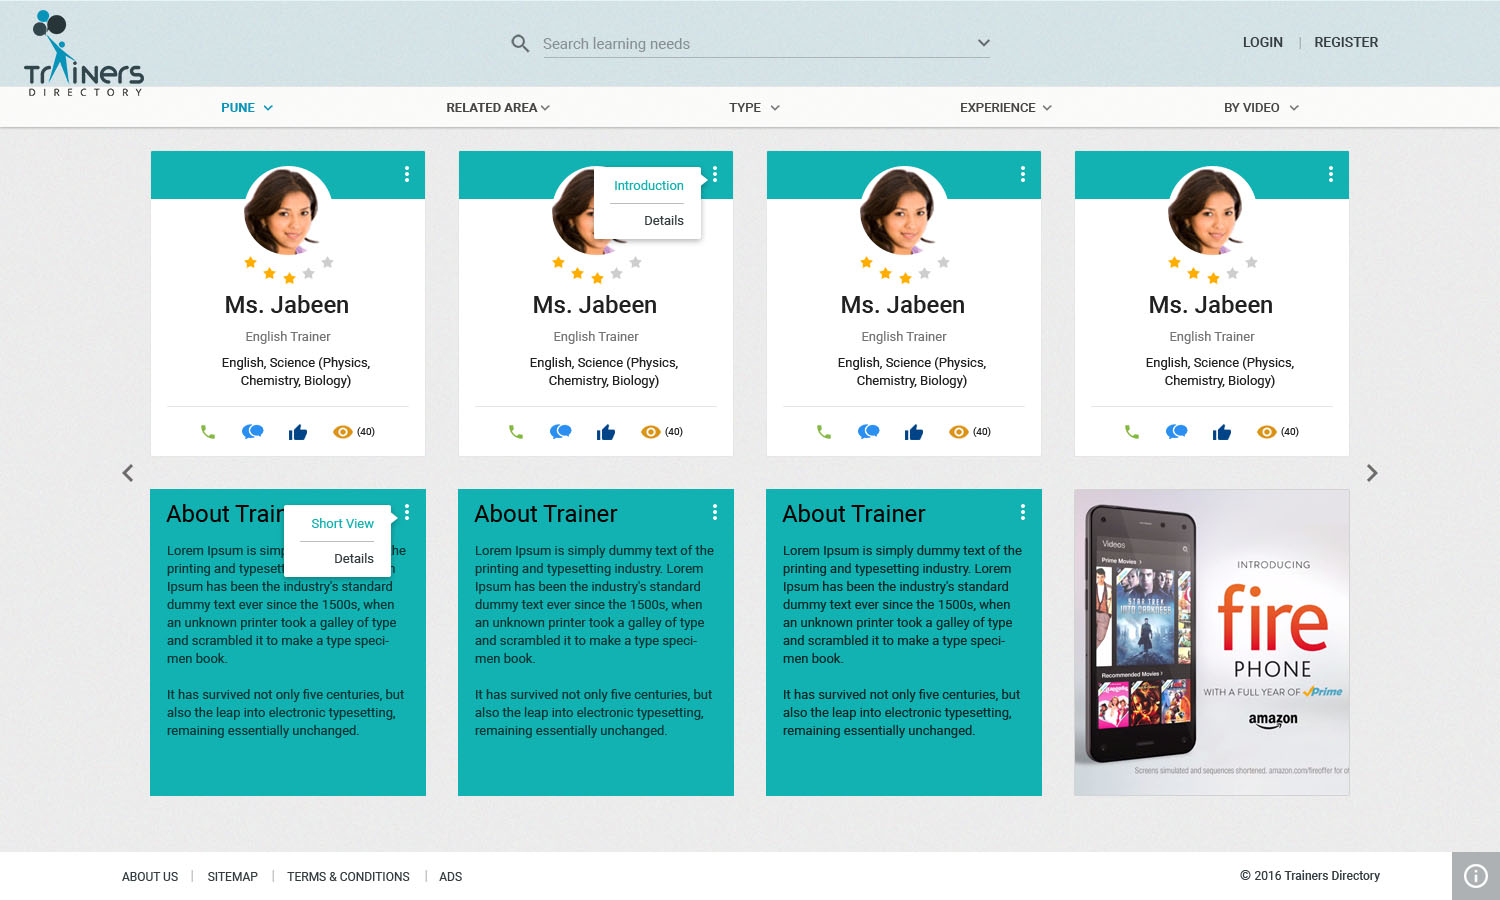 Search learning needs
LOGIN | REGISTER
TrAiners
DIRECTORY
PUNE
RELATED AREA
TYPE
EXPERIENCE
BY VIDEO
Ms. Jabeen
English Trainer
English, Science (Physics,
Chemistry, Biology)
(40)
Introduction
Details
Ms. Jabeen
English Trainer
English, Science (Physics,
Chemistry, Biology)
(40)
Ms. Jabeen
English Trainer
English, Science (Physics,
Chemistry, Biology)
(40)
Ms. Jabeen
English Trainer
English, Science (Physics,
Chemistry, Biology)
(40)
About Train
Short View
Details
Lorem Ipsum is simp he
printing and typesett
Ipsum has been the industry's standard
dummy text ever since the 1500s, when
an unknown printer took a galley of type
and scrambled it to make a type speci-
men book.
It has survived not only five centuries, but
also the leap into electronic typesetting,
remaining essentially unchanged.
About Trainer
Lorem Ipsum is simply dummy text of the
printing and typesetting industry. Lorem
Ipsum has been the industry's standard
dummy text ever since the 1500s, when
an unknown printer took a galley of type
and scrambled it to make a type speci-
men book.
It has survived not only five centuries, but
also the leap into electronic typesetting,
remaining essentially unchanged.
About Trainer
Lorem Ipsum is simply dummy text of the
printing and typesetting industry. Lorem
Ipsum has been the industry's standard
dummy text ever since the 1500s, when
an unknown printer took a galley of type
and scrambled it to make a type speci-
men book.
It has survived not only five centuries, but
also the leap into electronic typesetting,
remaining essentially unchanged.
Videos
Prime Movies >
STAR TREK
INTO DARKNESS
Recommended Movies >
INTRODUCING
fire
PHONE
WITH A FULL YEAR OF Prime
amazon
Screens simulated and sequences shortened. amazon.com/fireoffer for of
ABOUT US | SITEMAP | TERMS & CONDITIONS | ADS
© 2016 Trainers Directory